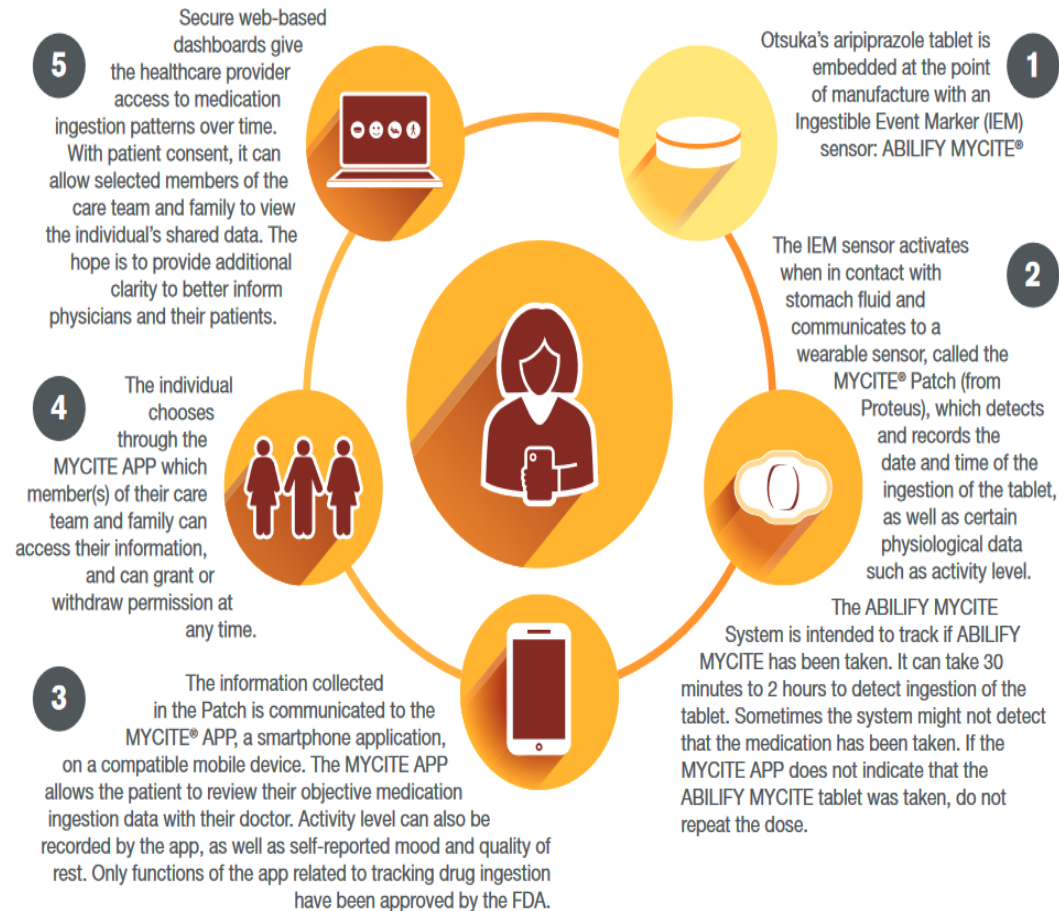 1
Otsuka's aripiprazole tablet is
embedded at the point
of manufacture with an
Ingestible Event Marker (IEM)
sensor: ABILIFY MYCITE®
2
The IEM sensor activates
when in contact with
stomach fluid and
communicates to a
wearable sensor, called the
MYCITE® Patch (from
Proteus), which detects
and records the
date and time of the
ingestion of the tablet,
as well as certain
physiological data
such as activity level.
The ABILIFY MYCITE
System is intended to track if ABILIFY
MYCITE has been taken. It can take 30
minutes to 2 hours to detect ingestion of the
tablet. Sometimes the system might not detect
that the medication has been taken. If the
MYCITE APP does not indicate that the
ABILIFY MYCITE tablet was taken, do not
repeat the dose.
3
The information collected
in the Patch is communicated to the
MYCITE® APP, a smartphone application,
on a compatible mobile device. The MYCITE APP
allows the patient to review their objective medication
ingestion data with their doctor. Activity level can also be
recorded by the app, as well as self-reported mood and quality of
rest. Only functions of the app related to tracking drug ingestion
have been approved by the FDA.
4
The individual
chooses
through the
MYCITE APP which
member(s) of their care
team and family can
access their information,
and can grant or
withdraw permission at
any time.
5
Secure web-based
dashboards give
the healthcare provider
access to medication
ingestion patterns over time.
With patient consent, it can
allow selected members of the
care team and family to view
the individual's shared data. The
hope is to provide additional
clarity to better inform
physicians and their patients.